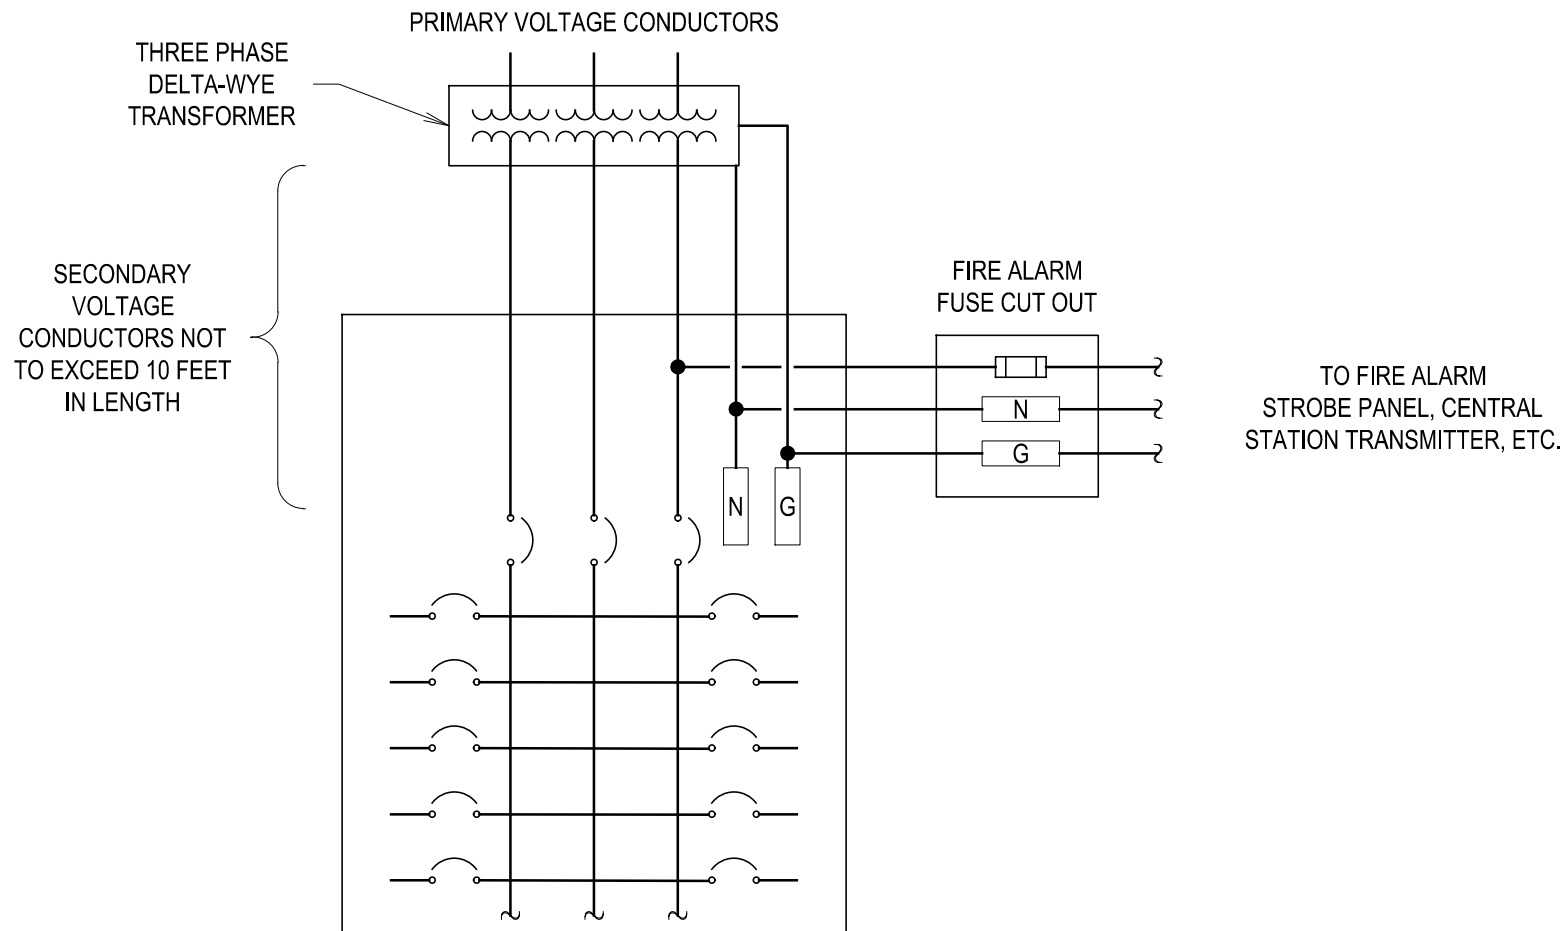 PRIMARY VOLTAGE CONDUCTORS
THREE PHASE
DELTA-WYE
TRANSFORMER
SECONDARY
VOLTAGE
CONDUCTORS NOT
TO EXCEED 10 FEET
IN LENGTH
FIRE ALARM
FUSE CUT OUT
N
G
TO FIRE ALARM
STROBE PANEL, CENTRAL
STATION TRANSMITTER, ETC.
N
G